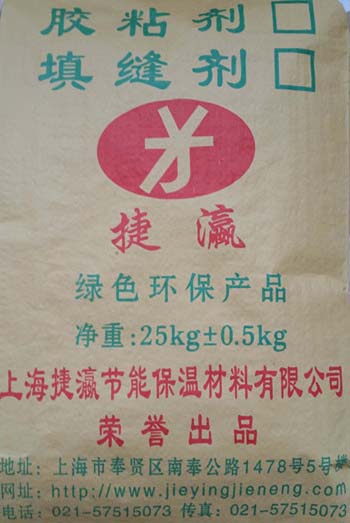 胶粘剂□
填缝剂□
捷瀛
绿色环保产品
净重:25kg±0.5kg
上海捷瀛节能保温材料有限公司
荣誉出品
地址: 上海市奉贤区南奉公路1478号5号楼
网址: http://www.jieyingjieneng.com
电话: 021-57515073 传真: 021-57515073